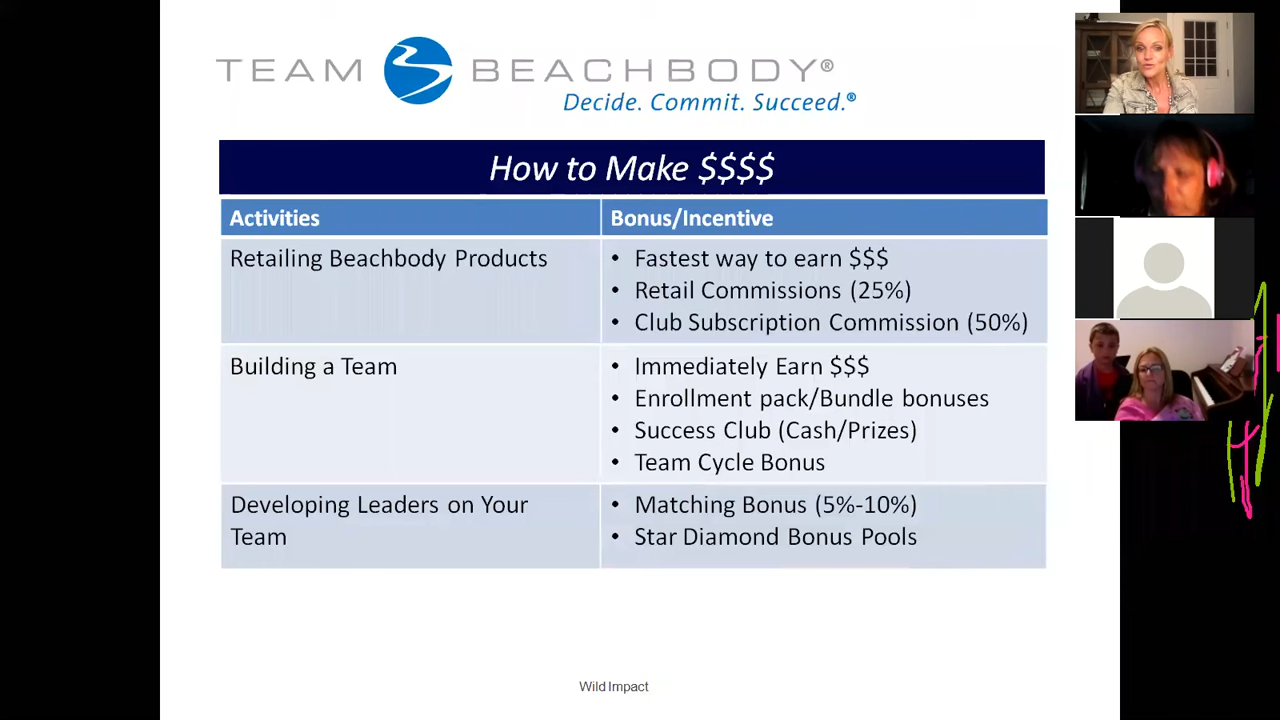 TEAM BEACHBODY®
Decide. Commit. Succeed.®
How to Make $$$$
Activities
Bonus/Incentive
Retailing Beachbody Products
• Fastest way to earn $$$
• Retail Commissions (25%)
• Club Subscription Commission (50%)
Building a Team
• Immediately Earn $$$
• Enrollment pack/Bundle bonuses
• Success Club (Cash/Prizes)
• Team Cycle Bonus
Developing Leaders on Your
Team
• Matching Bonus (5%-10%)
• Star Diamond Bonus Pools
Wild Impact